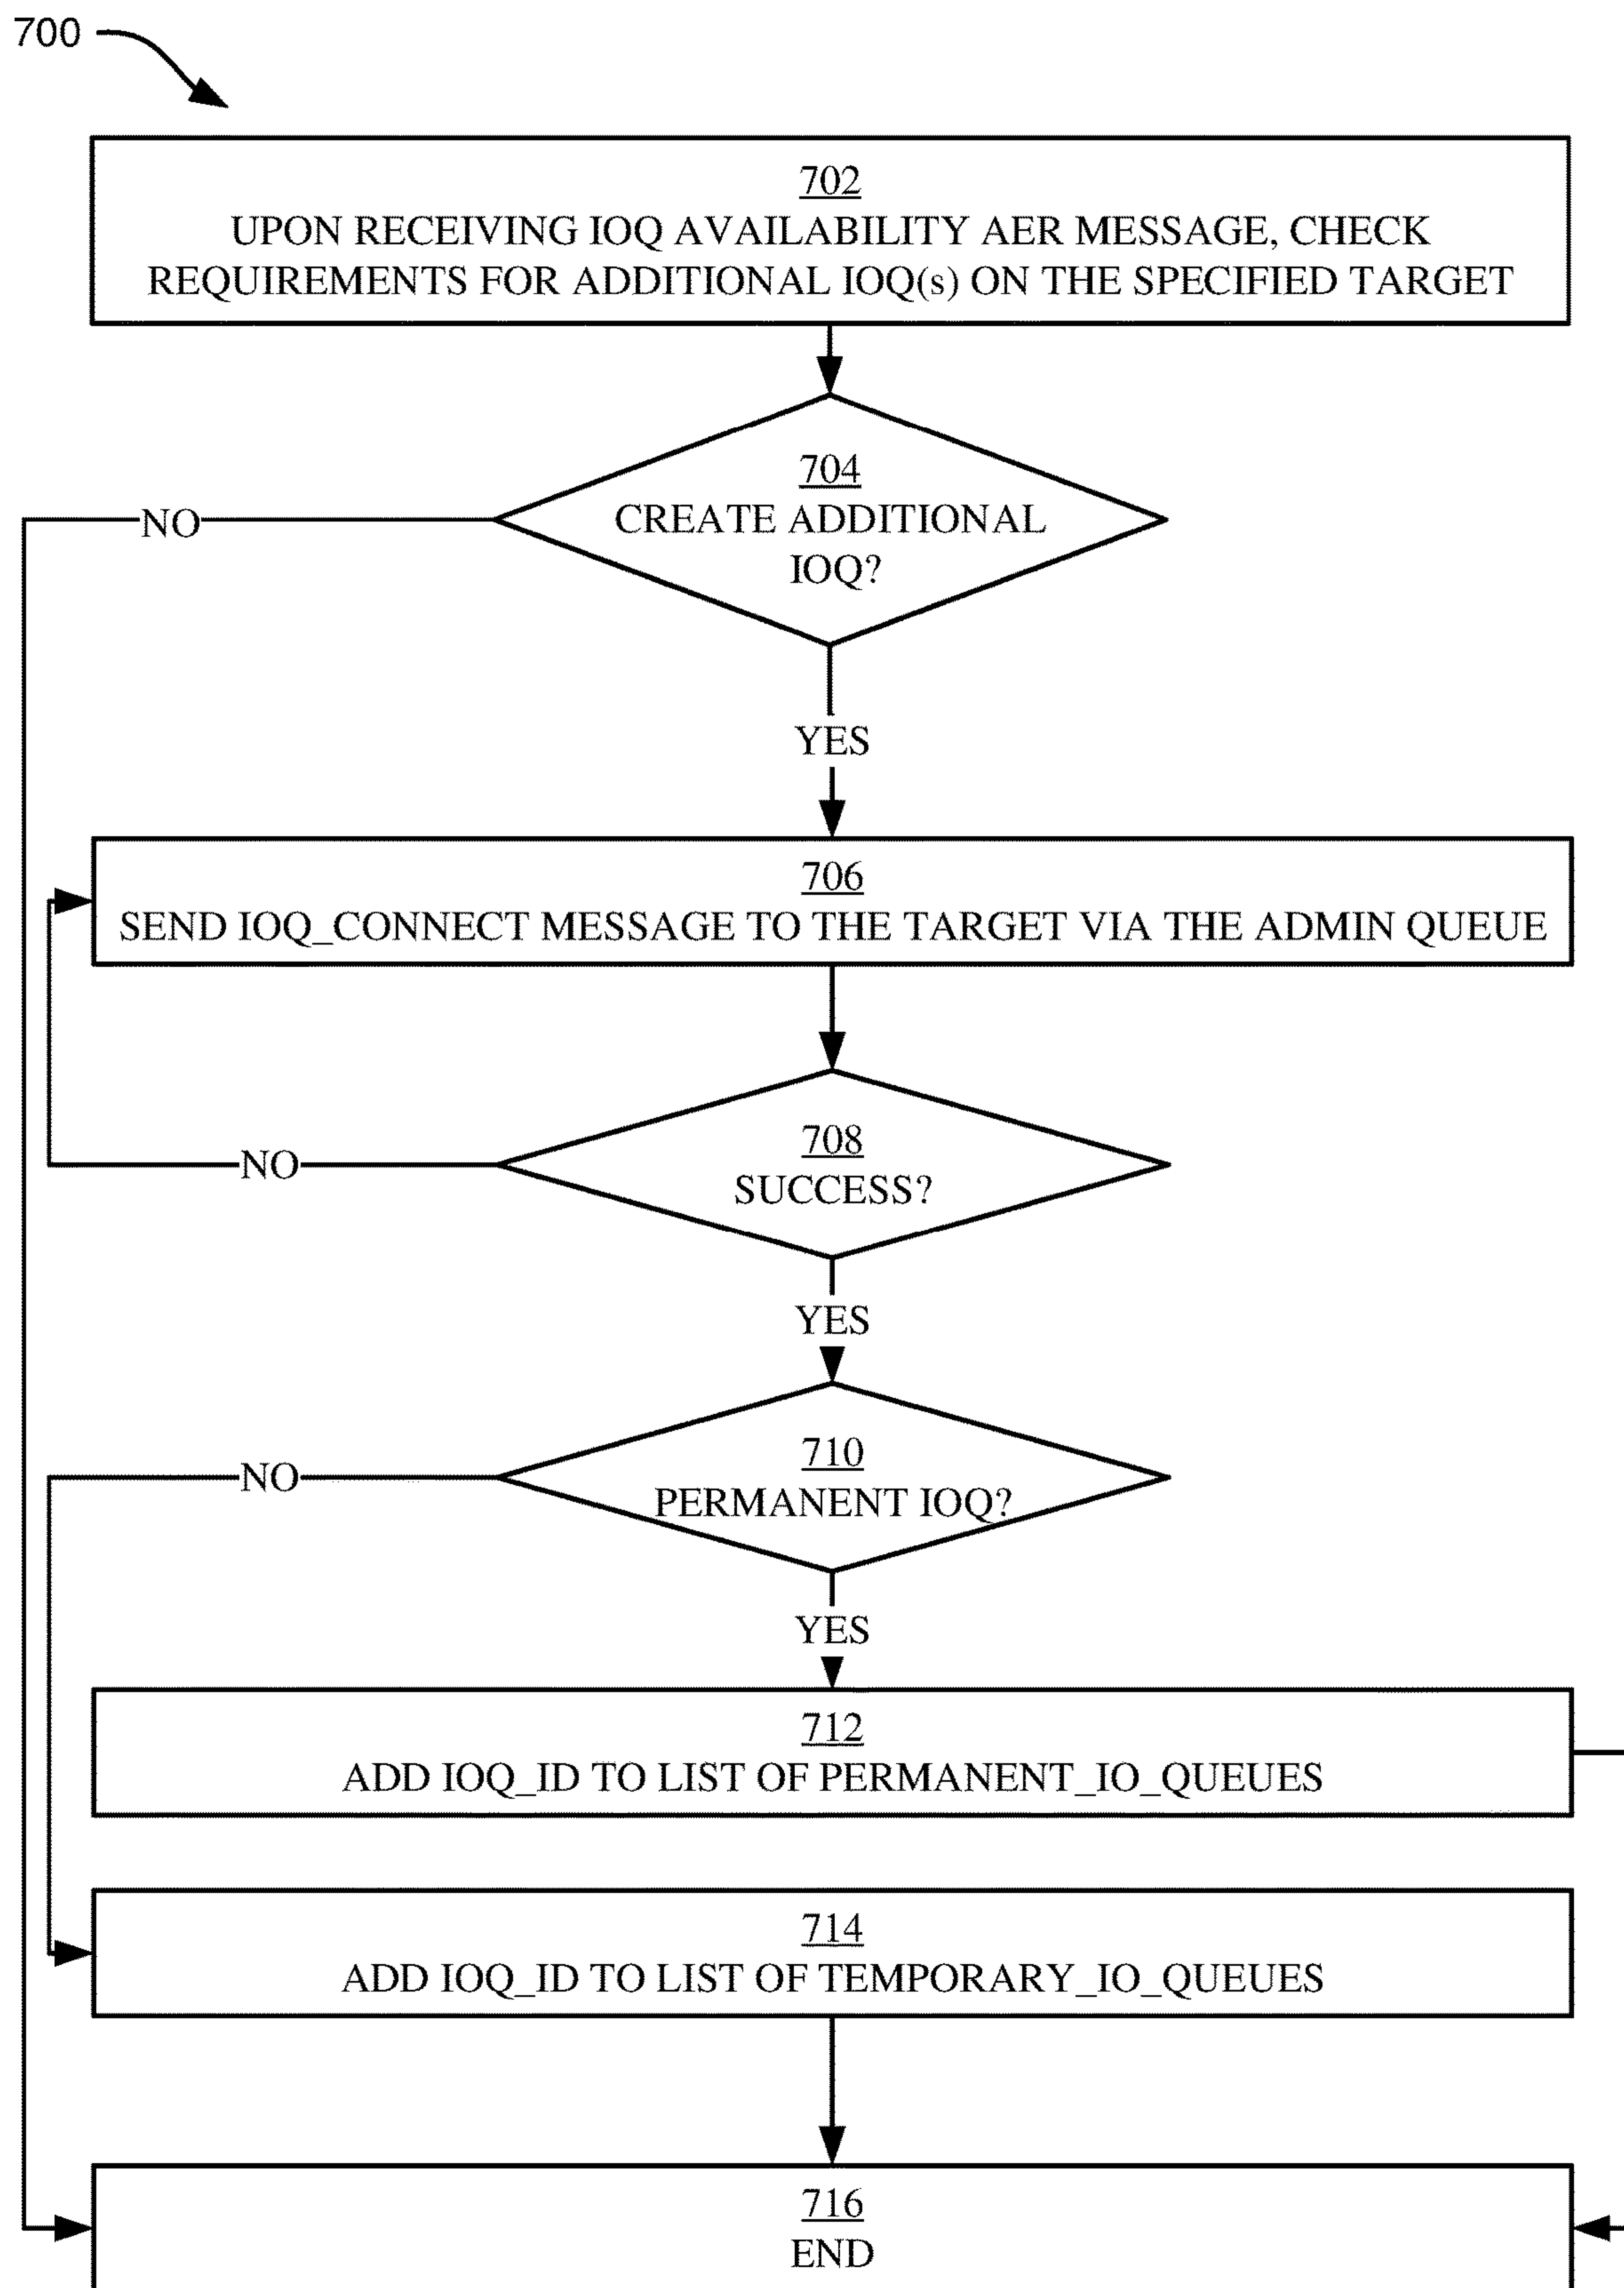 700
702
UPON RECEIVING IOQ AVAILABILITY AER MESSAGE, CHECK
REQUIREMENTS FOR ADDITIONAL IOQ(s) ON THE SPECIFIED TARGET
704
CREATE ADDITIONAL
IOQ?
NO
YES
706
SEND IOQ_CONNECT MESSAGE TO THE TARGET VIA THE ADMIN QUEUE
708
SUCCESS?
NO
YES
710
PERMANENT IOQ?
NO
YES
712
ADD IOQ_ID TO LIST OF PERMANENT_IO_QUEUES
714
ADD IOQ_ID TO LIST OF TEMPORARY_IO_QUEUES
716
END